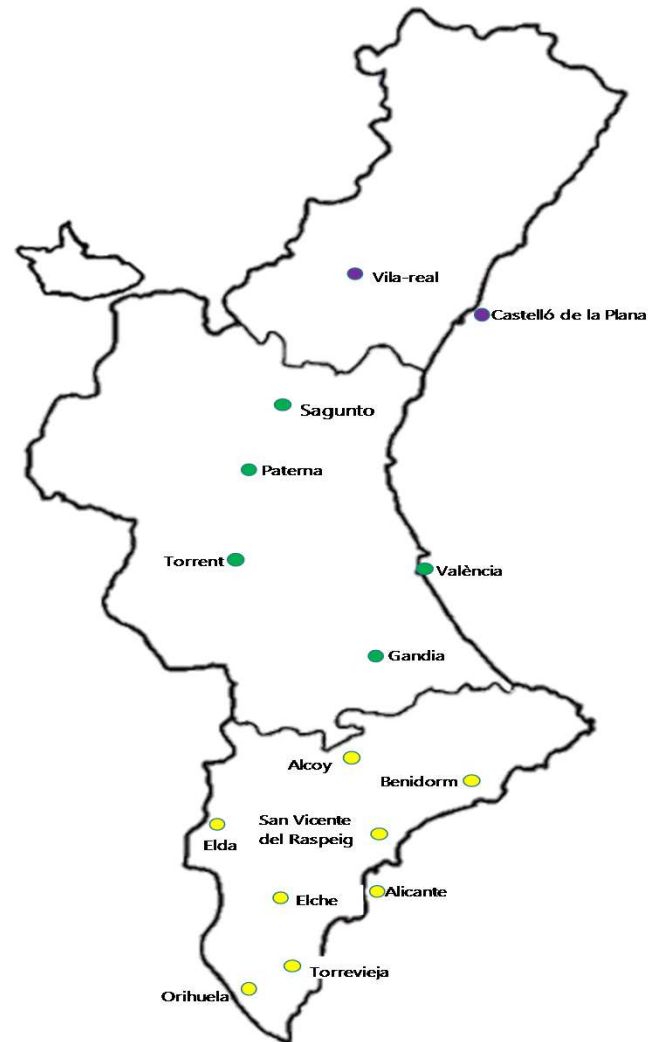 Vila-real
Castelló de la Plana
Sagunto
Paterna
Torrent
València
Gandia
Alcoy
Benidorm
San Vicente
del Raspeig
Elda
Alicante
Elche
Torrevieja
Orihuela